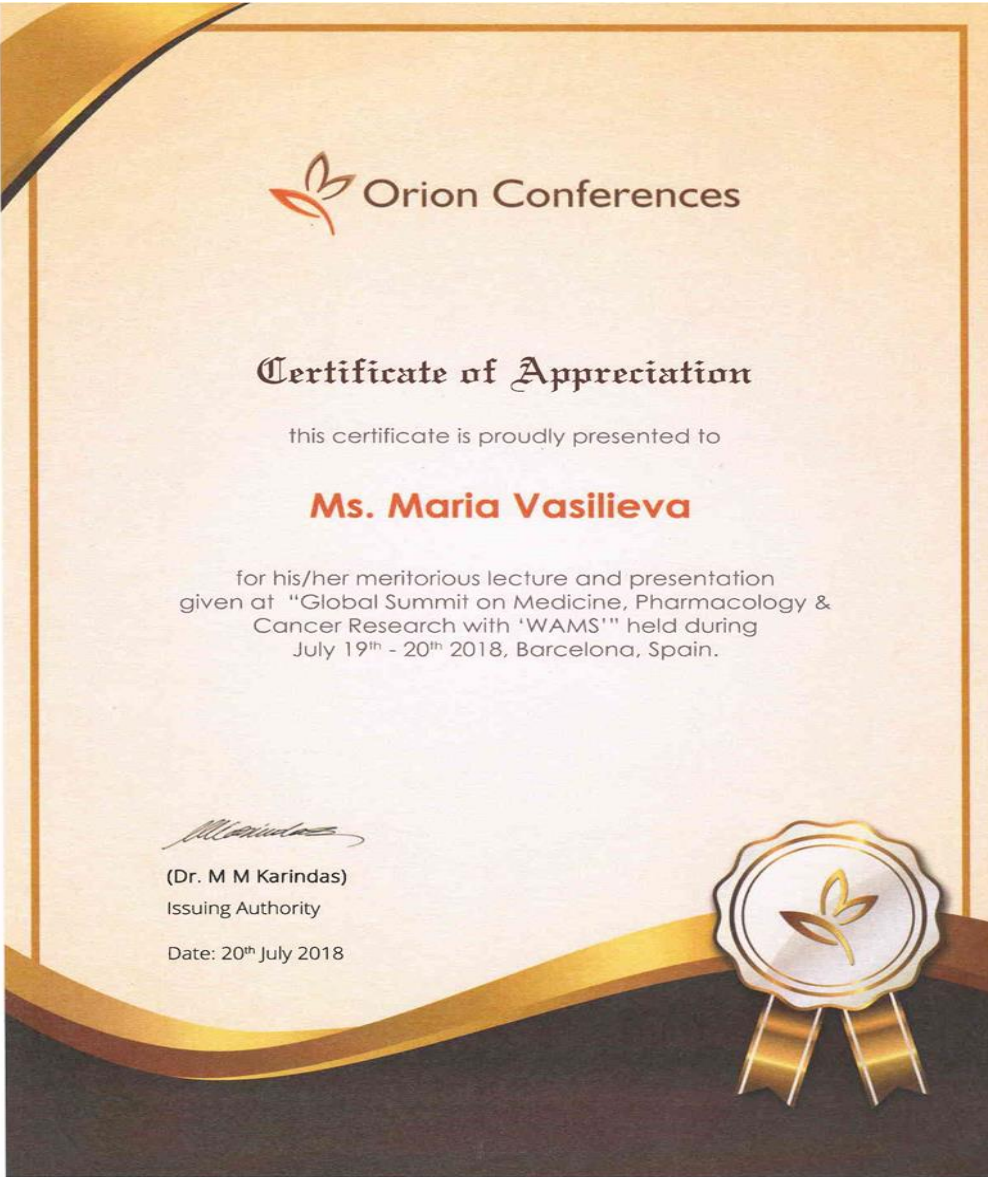 Orion Conferences
Certificate of Appreciation
this certificate is proudly presented to
Ms. Maria Vasilieva
for his/her meritorious lecture and presentation
given at "Global Summit on Medicine, Pharmacology &
Cancer Research with 'WAMS'" held during
July 19th - 20th 2018, Barcelona, Spain.
(Dr. M M Karindas)
Issuing Authority
Date: 20th July 2018